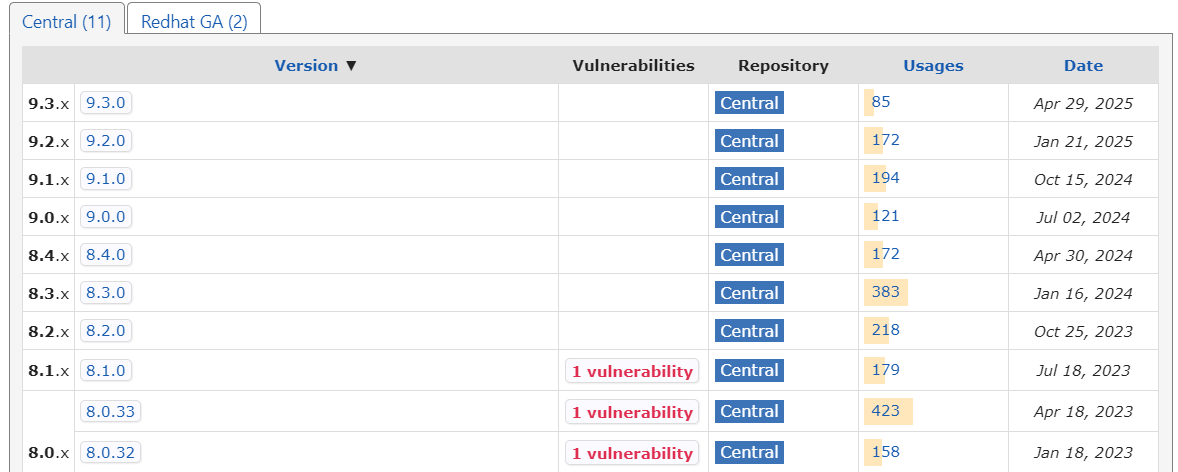 Central (11) Redhat GA (2)
Version ▼ Vulnerabilities Repository Usages Date
9.3.x 9.3.0 Central 85 Apr 29, 2025
9.2.x 9.2.0 Central 172 Jan 21, 2025
9.1.x 9.1.0 Central 194 Oct 15, 2024
9.0.x 9.0.0 Central 121 Jul 02, 2024
8.4.x 8.4.0 Central 172 Apr 30, 2024
8.3.x 8.3.0 Central 383 Jan 16, 2024
8.2.x 8.2.0 Central 218 Oct 25, 2023
8.1.x 8.1.0 1 vulnerability Central 179 Jul 18, 2023
8.0.33 1 vulnerability Central 423 Apr 18, 2023
8.0.x 8.0.32 1 vulnerability Central 158 Jan 18, 2023